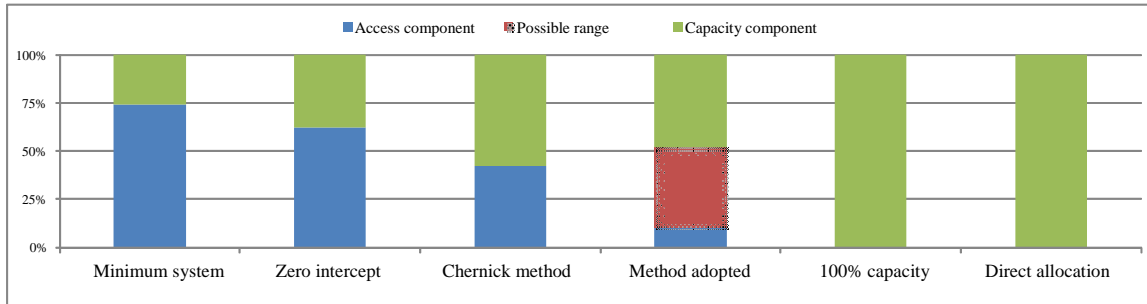 Access component Possible range Capacity component
100%
75%
50%
25%
0%
Minimum system Zero intercept Chernick method Method adopted 100% capacity Direct allocation